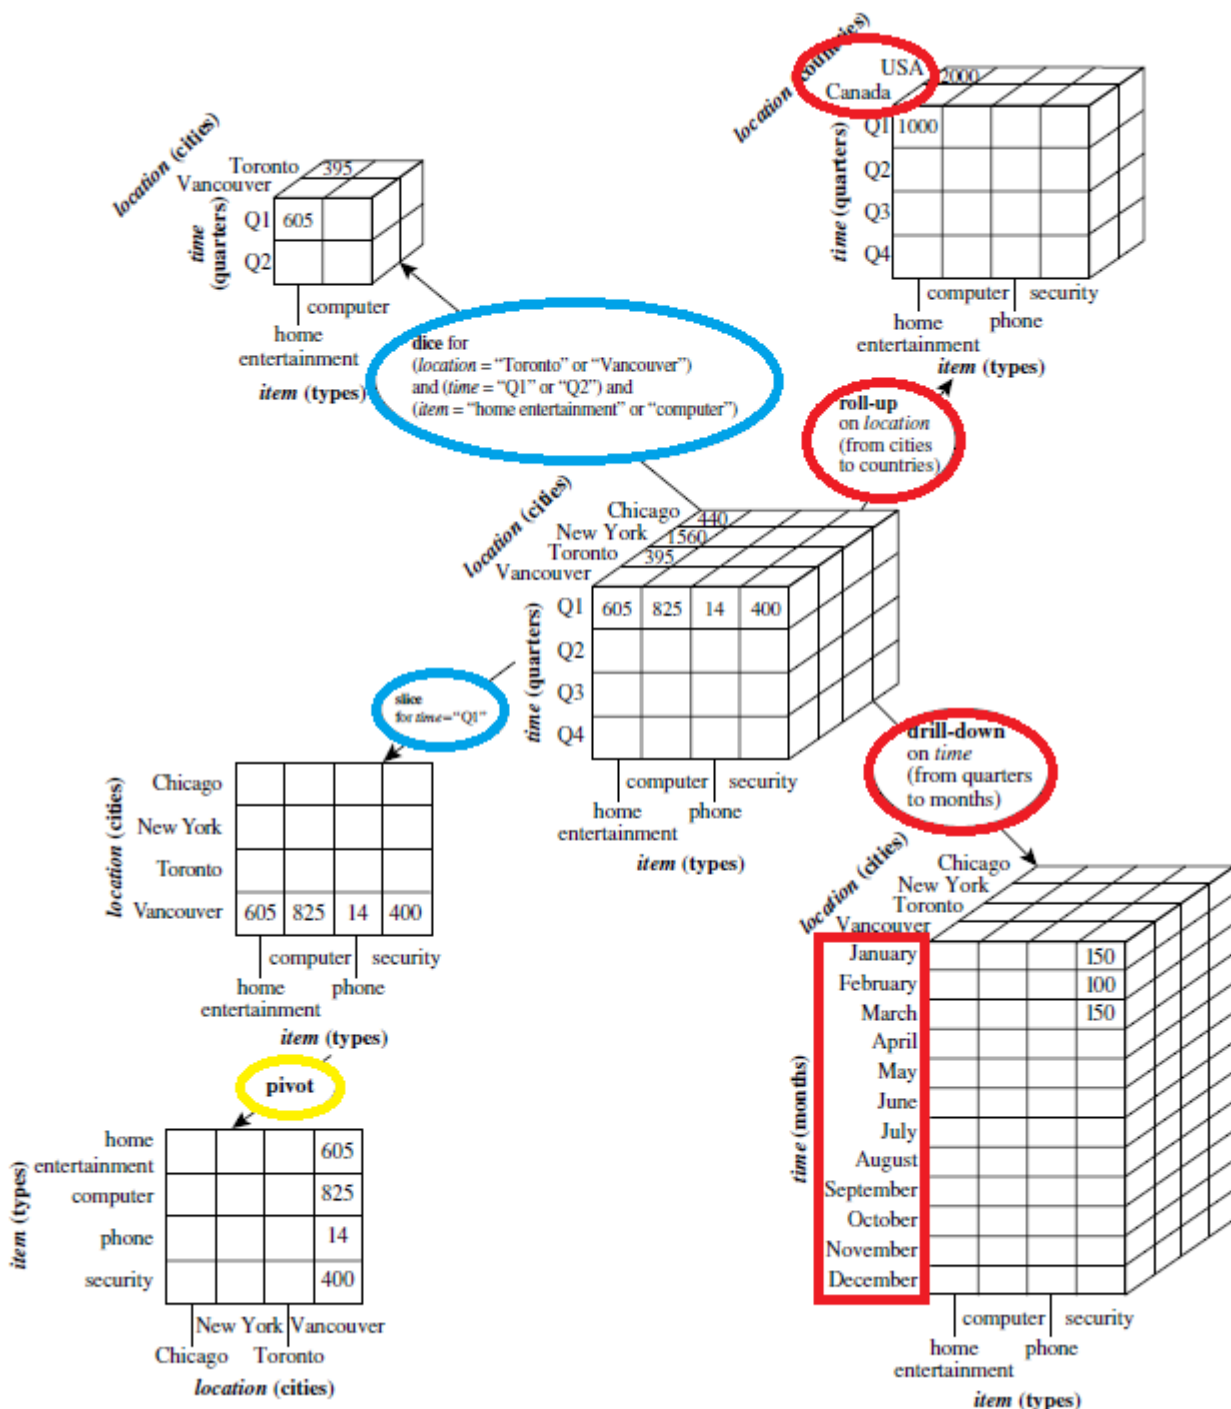 location (countries)
USA
2000
Canada
Q1 1000
Q2
Q3
Q4
time (quarters)
computer security
home phone
entertainment
item (types)
location (cities)
Toronto 395
Vancouver
Q1 605
Q2
time
(quarters)
computer
home
entertainment
item (types)
dice for
(location = “Toronto” or “Vancouver”)
and (time = “Q1” or “Q2”) and
(item = “home entertainment” or “computer”)
roll-up
on location
(from cities
to countries)
location (cities)
Chicago 440
New York 1560
Toronto 395
Vancouver
Q1 605 825 14 400
Q2
Q3
Q4
time (quarters)
computer security
home phone
entertainment
item (types)
slice
for time=“Q1”
drill-down
on time
(from quarters
to months)
Chicago
New York
Toronto
Vancouver 605 825 14 400
location (cities)
computer security
home phone
entertainment
item (types)
pivot
home 605
entertainment
computer 825
phone 14
security 400
item (types)
New York Vancouver
Chicago Toronto
location (cities)
location (cities)
Chicago
New York
Toronto
Vancouver
January 150
February 100
March 150
April
May
June
July
August
September
October
November
December
time (months)
computer security
home phone
entertainment
item (types)